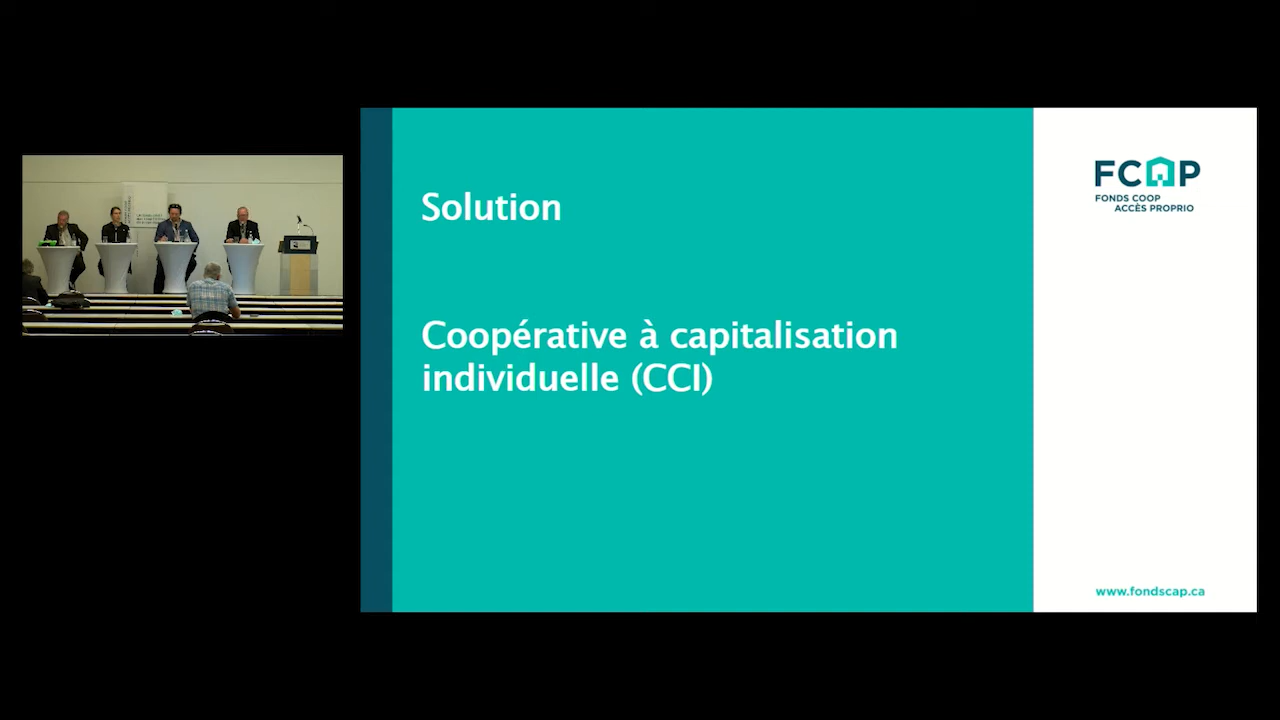 Solution
Coopérative à capitalisation
individuelle (CCI)
FCAP
FONDS COOP
ACCÈS PROPRIO
www.fondscap.ca